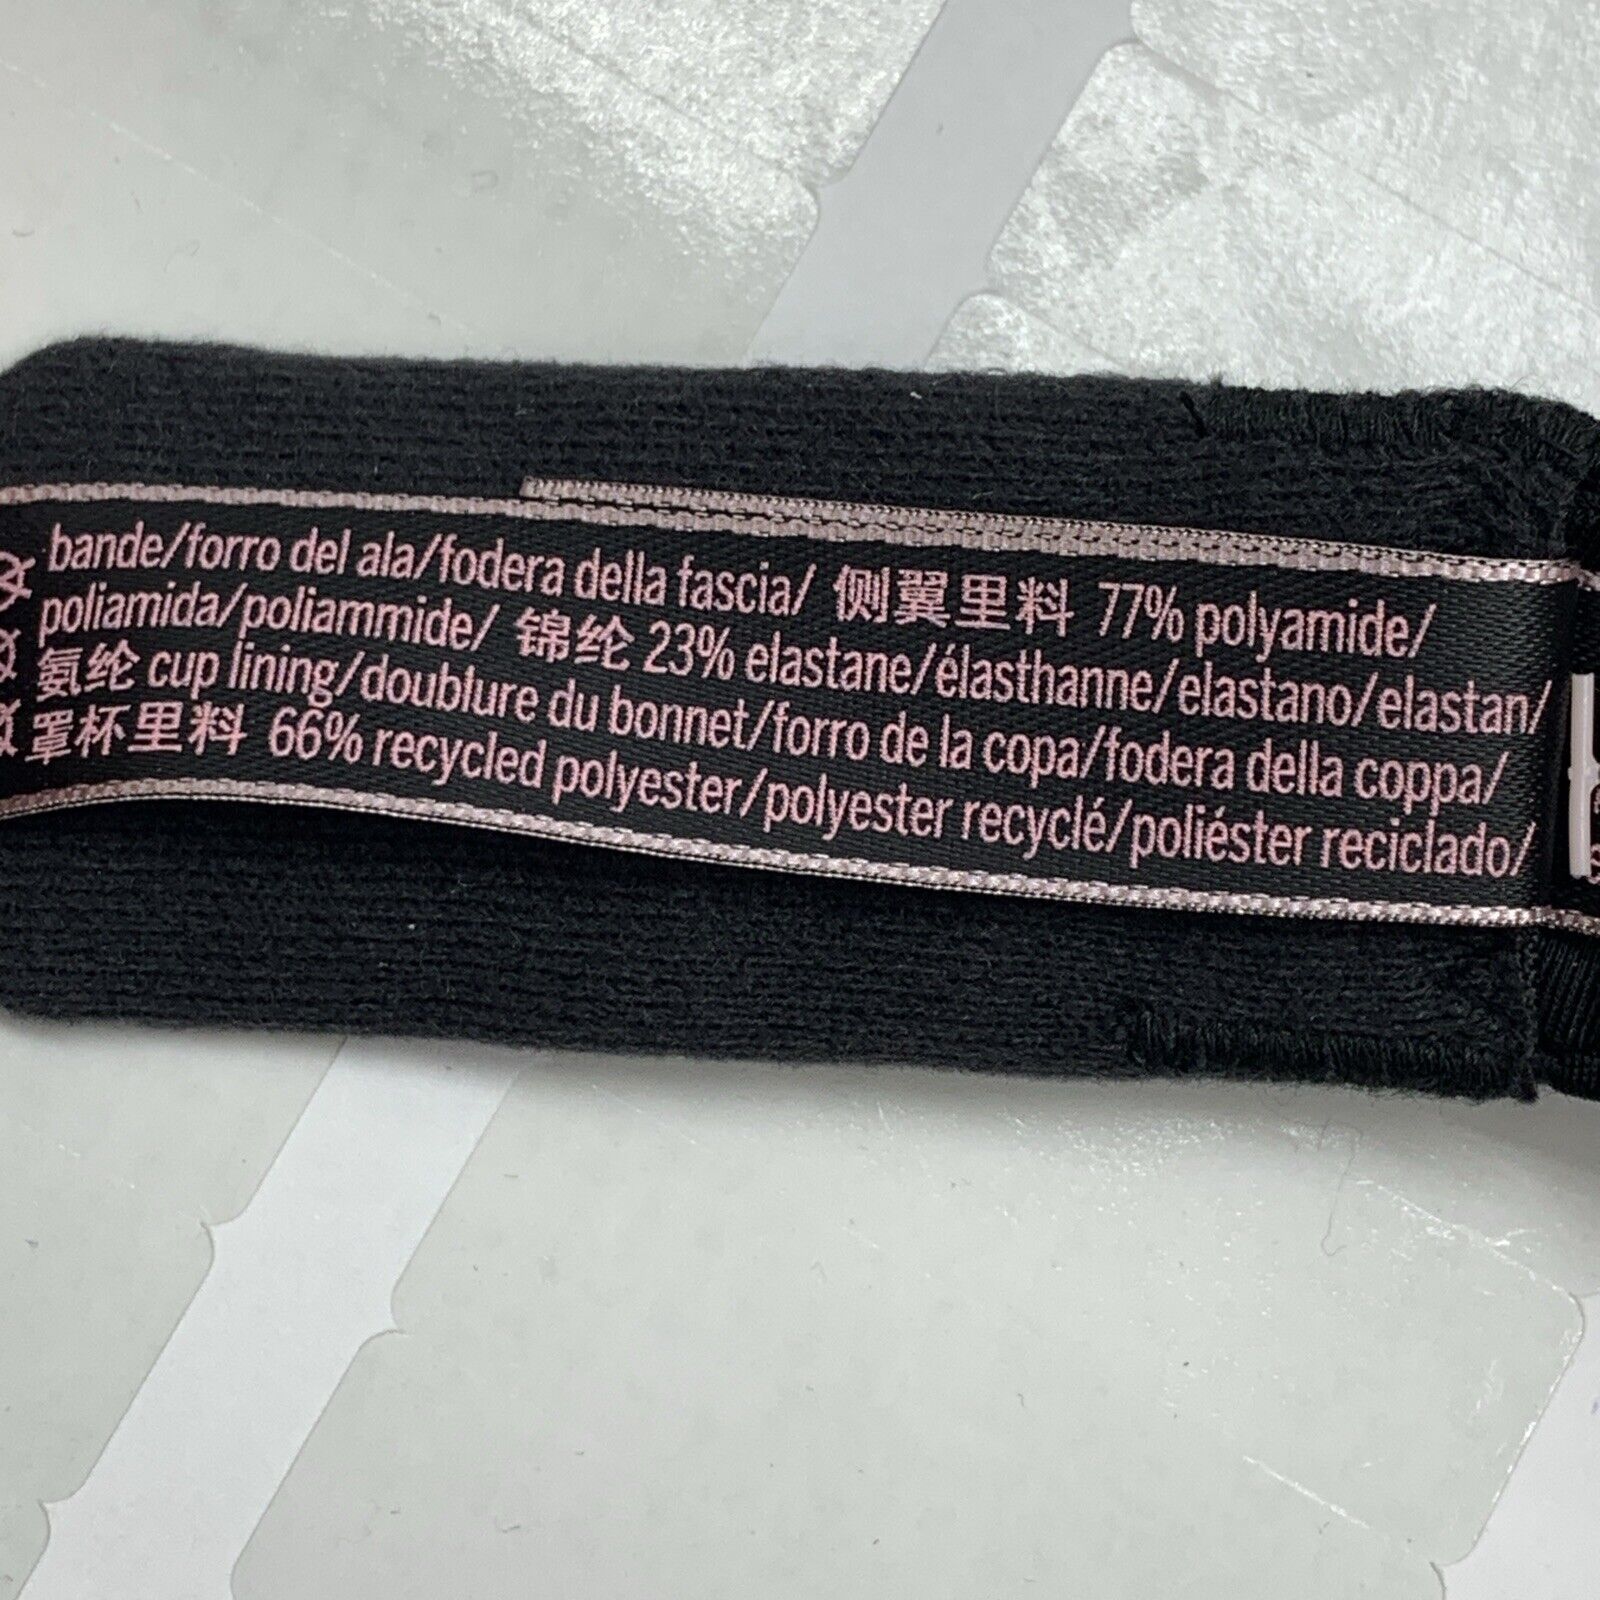 bande/forro del ala/fodera della fascia/ 侧翼里料 77% polyamide/
poliamida/poliammide/ 锦纶 23% elastane/élasthanne/elastano/elastan/
氨纶 cup lining/doublure du bonnet/forro de la copa/fodera della coppa/
罩杯里料 66% recycled polyester/polyester recyclé/poliéster reciclado/